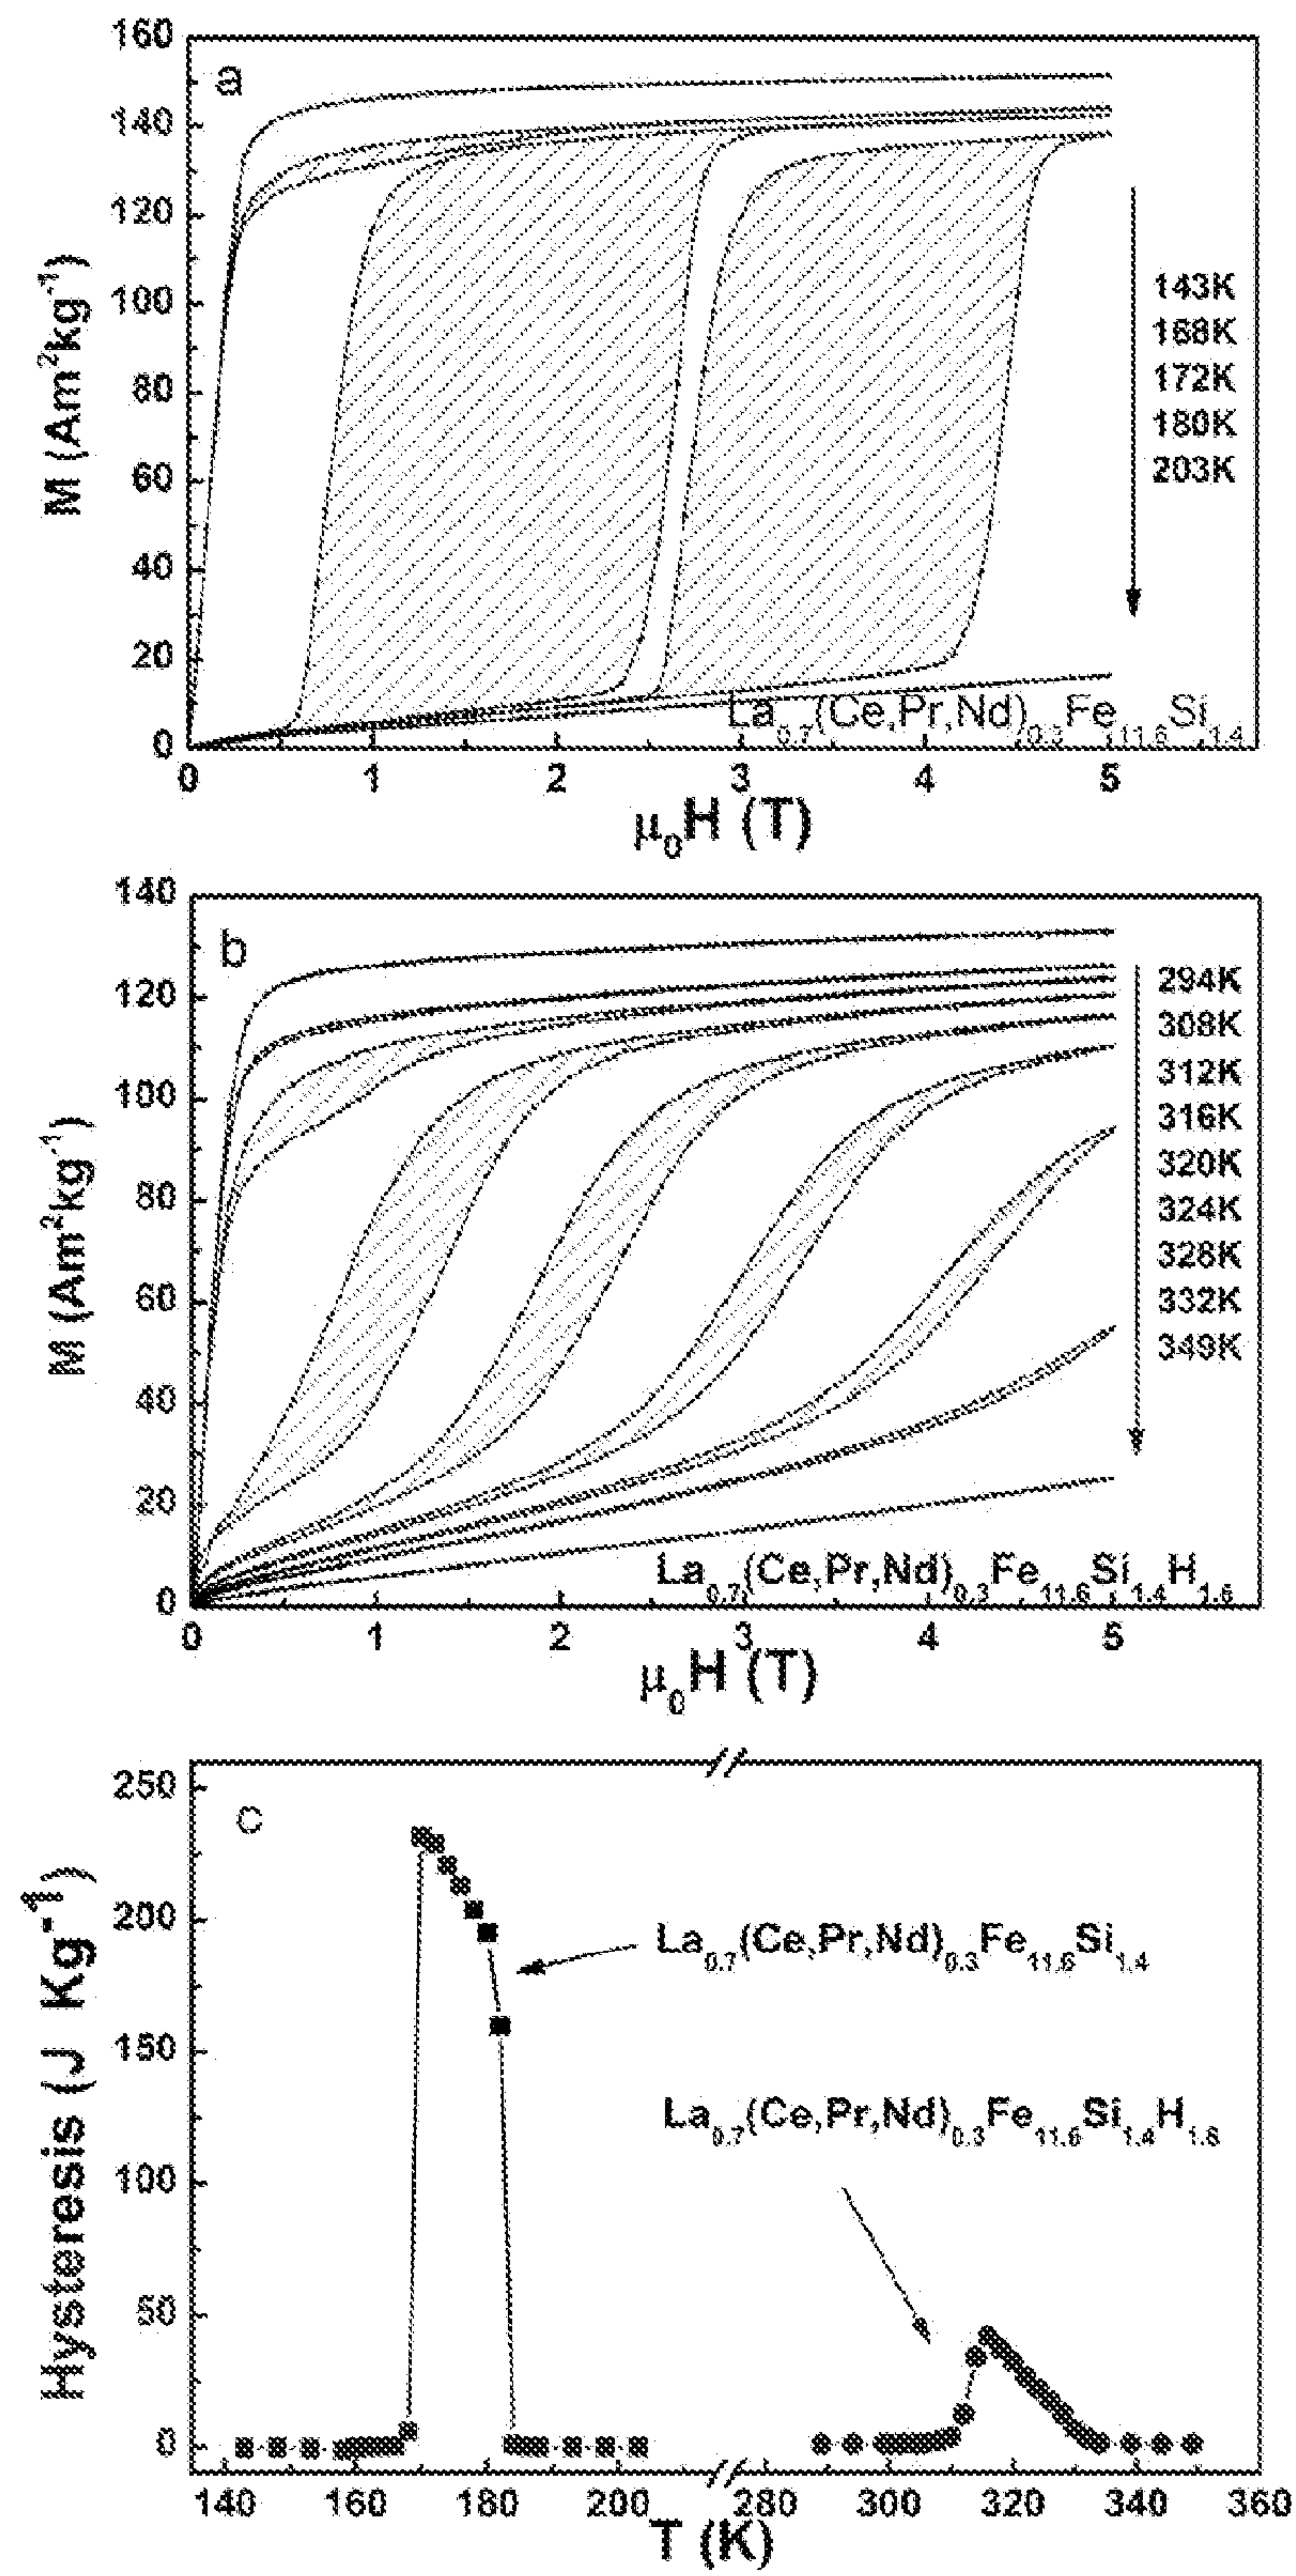 a
160
140
120
100
80
60
40
20
0
M (Am²kg⁻¹)
143K
168K
172K
180K
203K
La₀.₇(Ce,Pr,Nd)₀.₃Fe₁₁₁.₆Si₁.₄
0 1 2 3 4 5
μ₀H (T)
b
140
120
100
80
60
40
20
0
M (Am²kg⁻¹)
294K
308K
312K
316K
320K
324K
328K
332K
349K
La₀.₇(Ce,Pr,Nd)₀.₃Fe₁₁.₆Si₁.₄H₁.₆
0 1 2 3 4 5
μ₀H (T)
c
250
200
150
100
50
0
Hysteresis (J Kg⁻¹)
La₀.₇(Ce,Pr,Nd)₀.₃Fe₁₁.₆Si₁.₄
La₀.₇(Ce,Pr,Nd)₀.₃Fe₁₁.₆Si₁.₄H₁.₆
140 160 180 200 280 300 320 340 360
T (K)